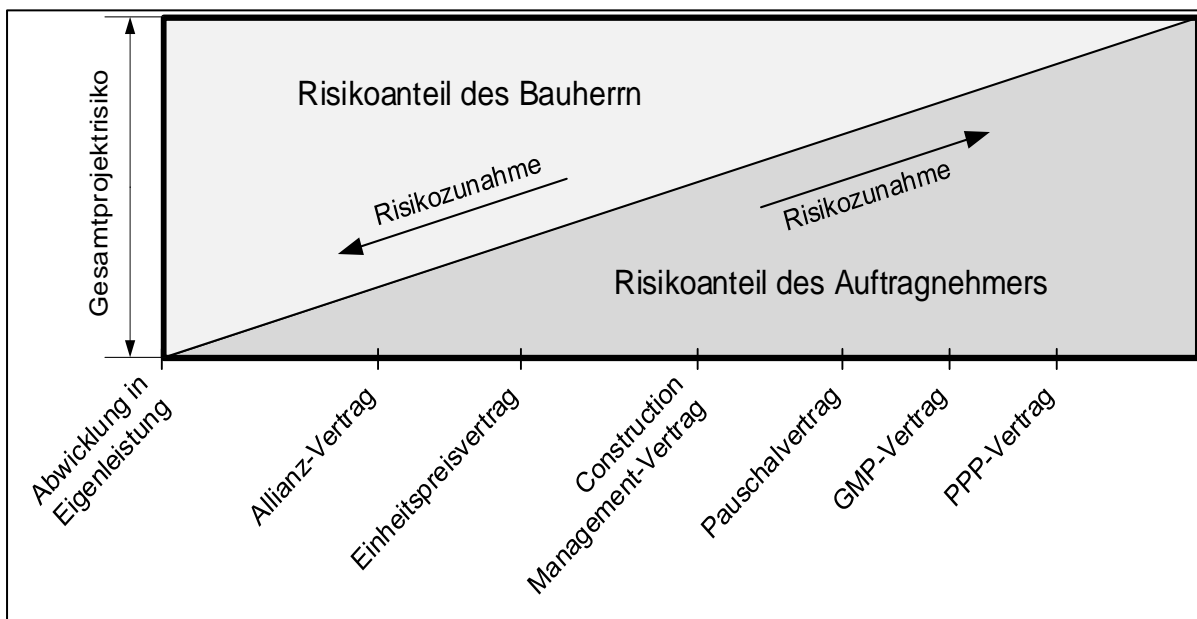 Gesamtprojektrisiko
Risikoanteil des Bauherrn
Risikozunahme
Risikozunahme
Risikoanteil des Auftragnehmers
Abwicklung in
Eigenleistung
Allianz-Vertrag
Einheitspreisvertrag
Construction
Management-Vertrag
Pauschalvertrag
GMP-Vertrag
PPP-Vertrag